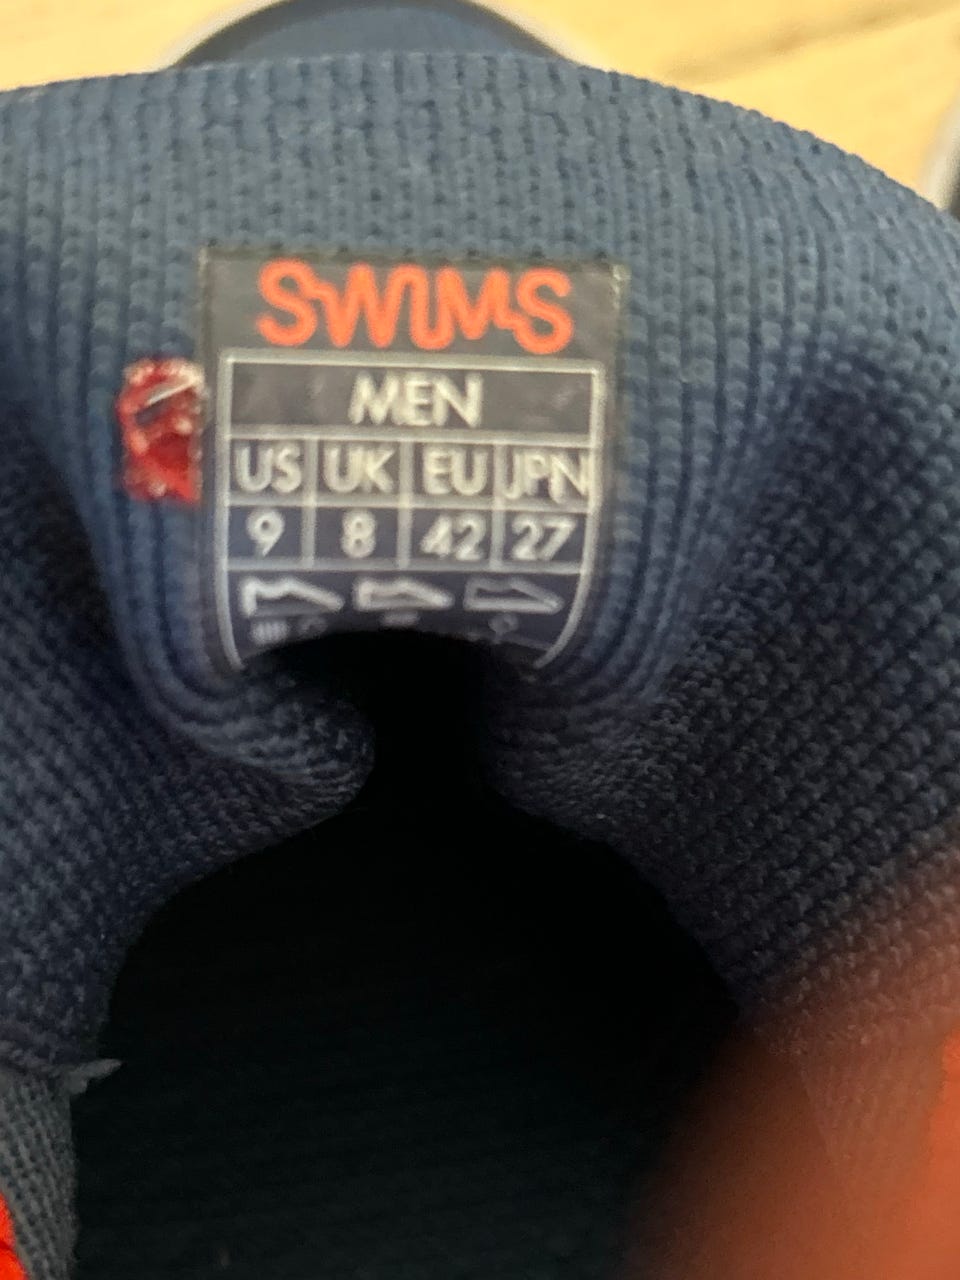 SWIMS
MEN
US UK EU JPN
9 8 42 27